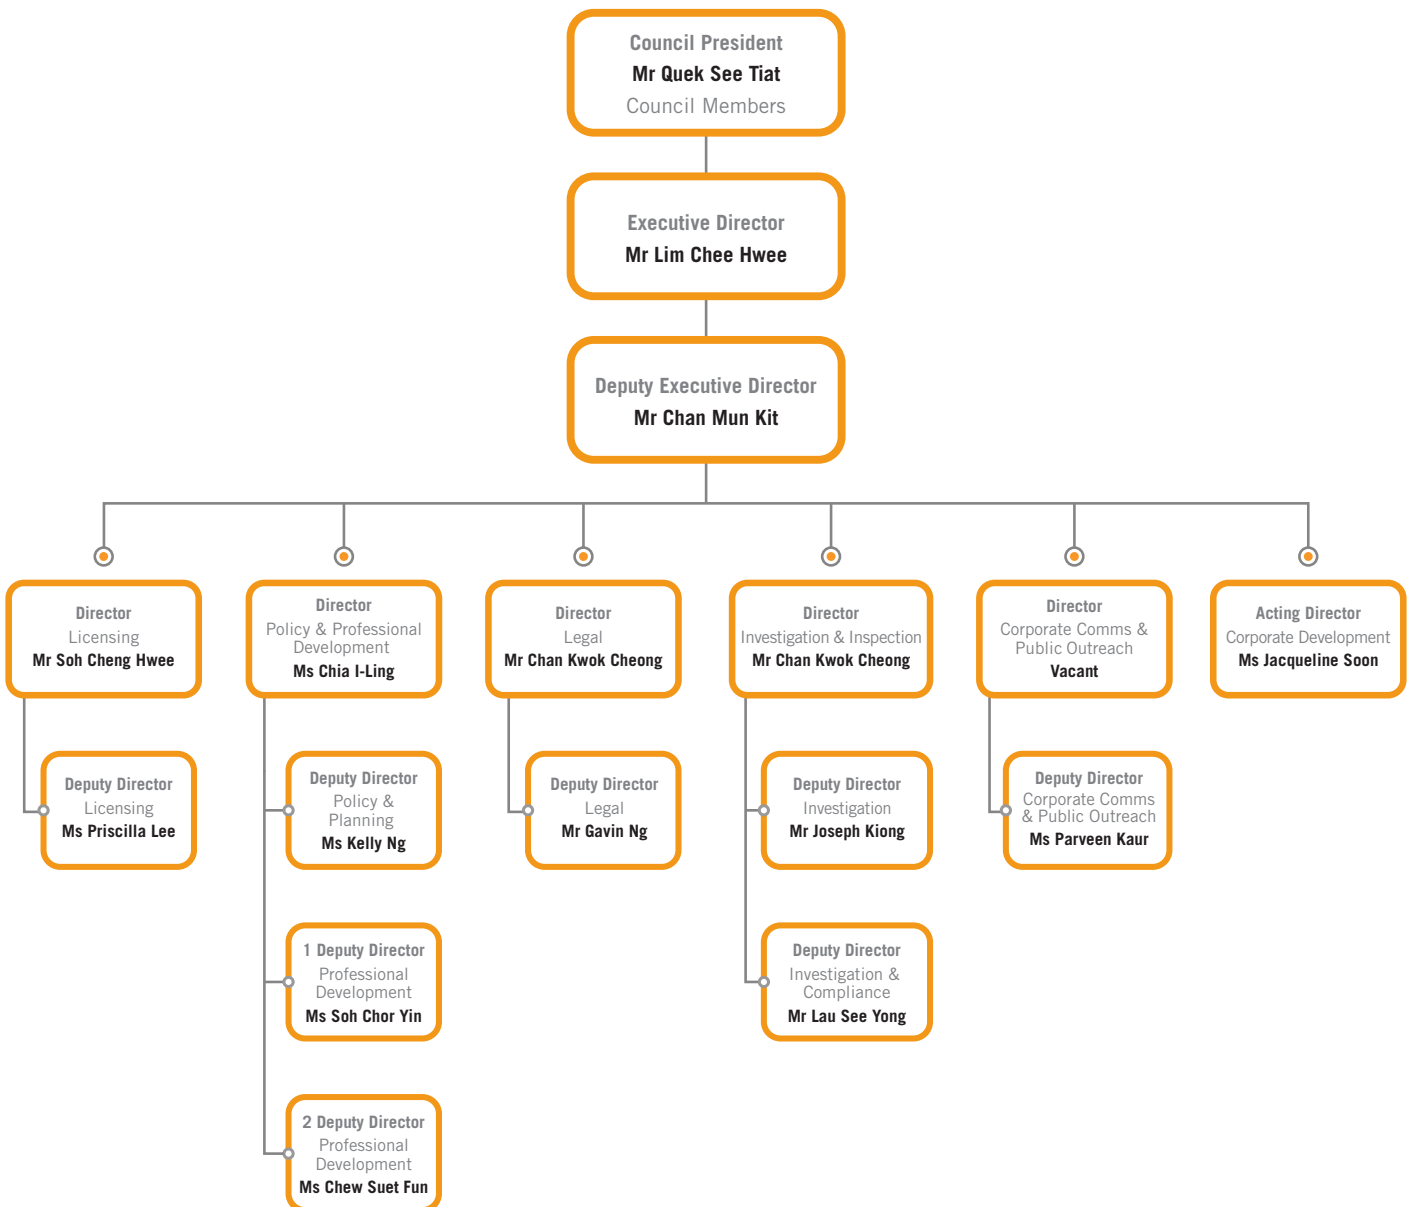 Council President
Mr Quek See Tiat
Council Members
Executive Director
Mr Lim Chee Hwee
Deputy Executive Director
Mr Chan Mun Kit
Director
Licensing
Mr Soh Cheng Hwee
Director
Policy & Professional
Development
Ms Chia I-Ling
Director
Legal
Mr Chan Kwok Cheong
Director
Investigation & Inspection
Mr Chan Kwok Cheong
Director
Corporate Comms &
Public Outreach
Vacant
Acting Director
Corporate Development
Ms Jacqueline Soon
Deputy Director
Licensing
Ms Priscilla Lee
Deputy Director
Policy &
Planning
Ms Kelly Ng
Deputy Director
Legal
Mr Gavin Ng
Deputy Director
Investigation
Mr Joseph Kiong
Deputy Director
Corporate Comms
& Public Outreach
Ms Parveen Kaur
1 Deputy Director
Professional
Development
Ms Soh Chor Yin
Deputy Director
Investigation &
Compliance
Mr Lau See Yong
2 Deputy Director
Professional
Development
Ms Chew Suet Fun